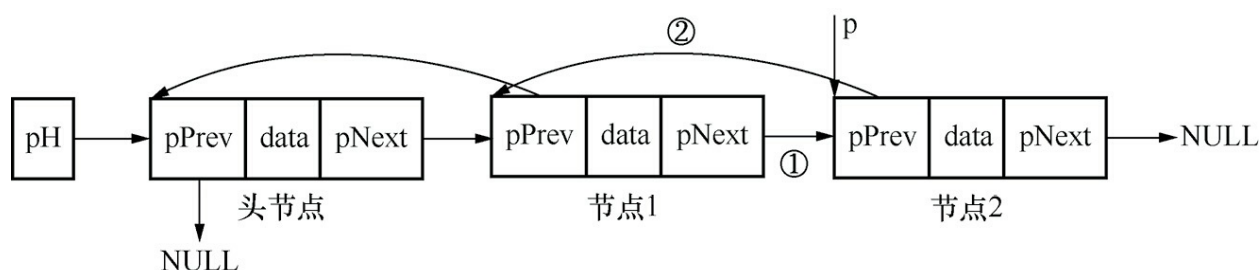 ② p
pH pPrev data pNext pPrev data pNext pPrev data pNext NULL
①
头节点 节点1 节点2
NULL